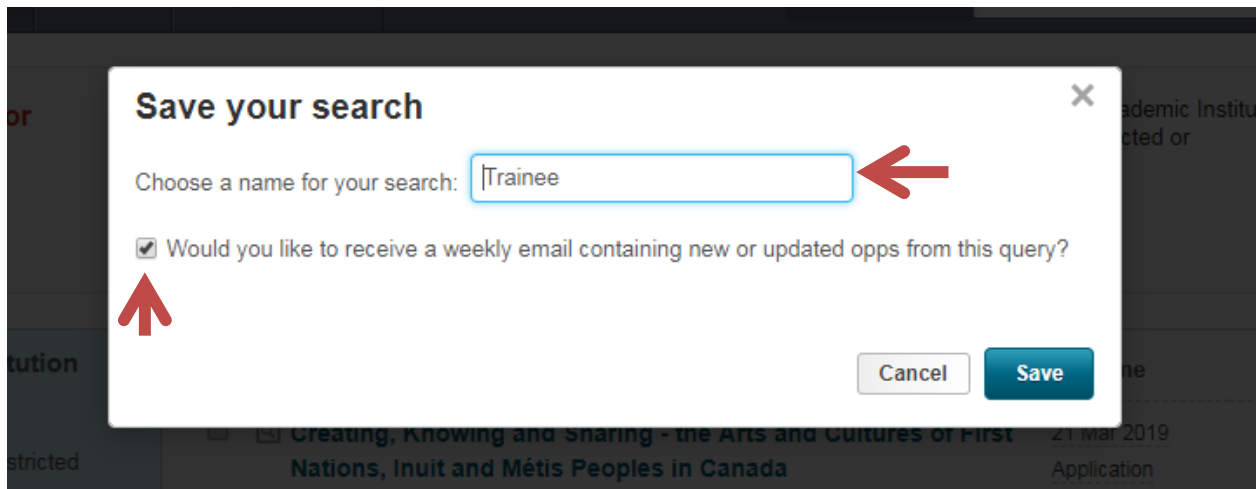 Save your search
Choose a name for your search: Trainee
Would you like to receive a weekly email containing new or updated opps from this query?
Cancel Save
or
ademic Institu
cted or
tution
ne
Creating, Knowing and Sharing - the Arts and Cultures of First
21 Mar 2019
stricted
Nations, Inuit and Métis Peoples in Canada
Application